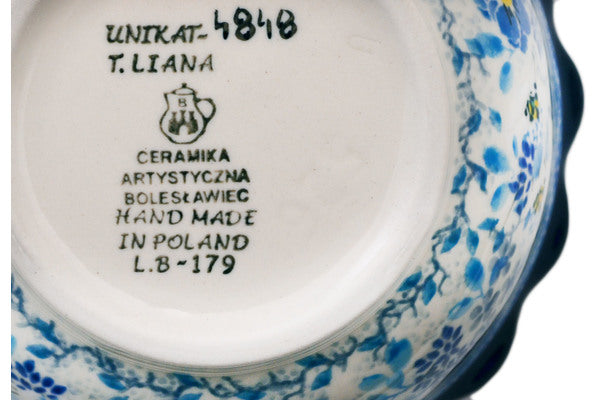 UNIKAT-4848
T. LIANA
B
CERAMIKA
ARTYSTYCZNA
BOLESŁAWIEC
HAND MADE
IN POLAND
L.B-179